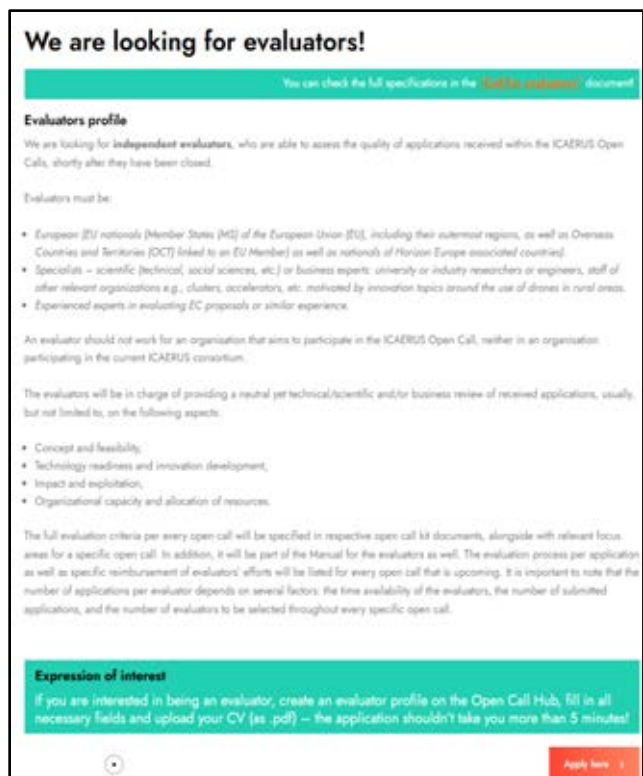 We are looking for evaluators!
You can check the full specifications in the "Call for evaluators" document!
Evaluators profile
We are looking for independent evaluators, who are able to assess the quality of applications received within the ICAERUS Open
Calls, shortly after they have been closed.
Evaluators must be:
• European (EU nationals (Member States (MS) of the European Union (EU), including their outermost regions, as well as Overseas
Countries and Territories (OCT) linked to an EU Member) as well as nationals of Horizon Europe associated countries).
• Specialists – scientific (technical, social sciences, etc.) or business experts: university or industry researchers or engineers, staff of
other relevant organizations e.g., clusters, accelerators, etc. motivated by innovation topics around the use of drones in rural areas.
• Experienced experts in evaluating EC proposals or similar experience.
An evaluator should not work for an organisation that aims to participate in the ICAERUS Open Call, neither in an organisation
participating in the current ICAERUS consortium.
The evaluators will be in charge of providing a neutral yet technical/scientific and/or business review of received applications, usually,
but not limited to, on the following aspects:
• Concept and feasibility,
• Technology readiness and innovation development,
• Impact and exploitation,
• Organizational capacity and allocation of resources.
The full evaluation criteria per every open call will be specified in respective open call kit documents, alongside with relevant focus
areas for a specific open call. In addition, it will be part of the Manual for the evaluators as well. The evaluation process per application
as well as specific reimbursement of evaluators' efforts will be listed for every open call that is upcoming. It is important to note that the
number of applications per evaluator depends on several factors: the time availability of the evaluators, the number of submitted
applications, and the number of evaluators to be selected throughout every specific open call.
Expression of interest
If you are interested in being an evaluator, create an evaluator profile on the Open Call Hub, fill in all
necessary fields and upload your CV (as .pdf) – the application shouldn't take you more than 5 minutes!
Apply here